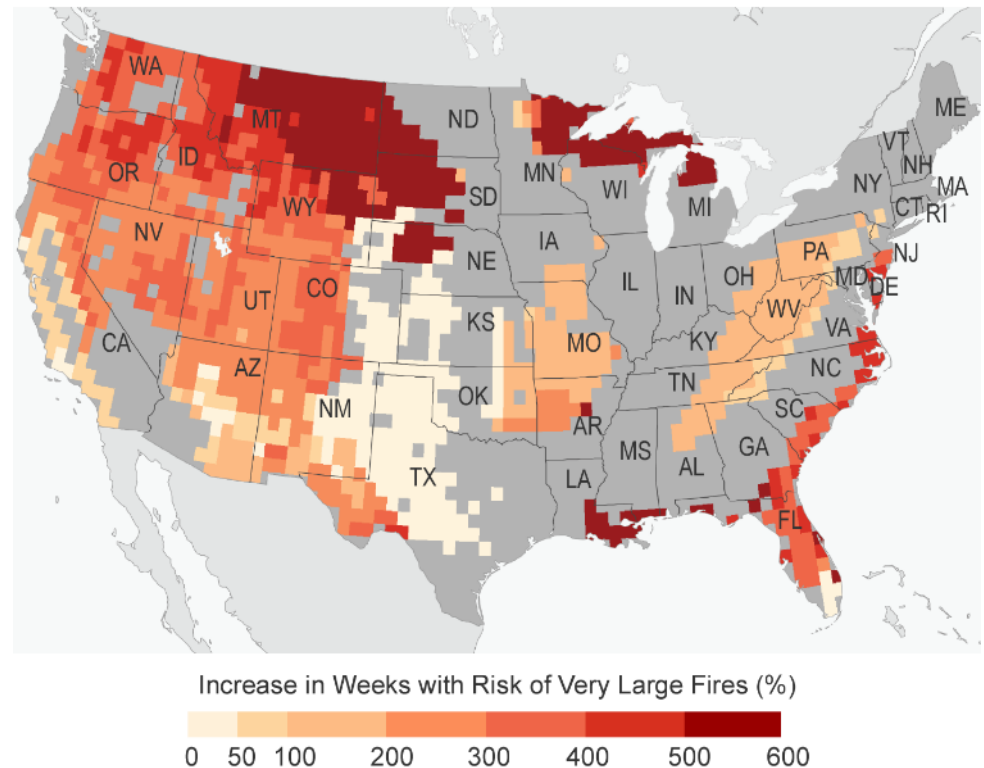 WA
ME
MT
ND
VT
NH
MN
OR
ID
NY
MA
SD
WI
CT
RI
WY
MI
NV
IA
PA
NJ
NE
OH
MD
DE
CO
IL
IN
UT
WV
VA
KS
CA
MO
KY
AZ
NC
TN
OK
NM
AR
SC
MS
AL
GA
TX
LA
FL
Increase in Weeks with Risk of Very Large Fires (%)
0 50 100 200 300 400 500 600